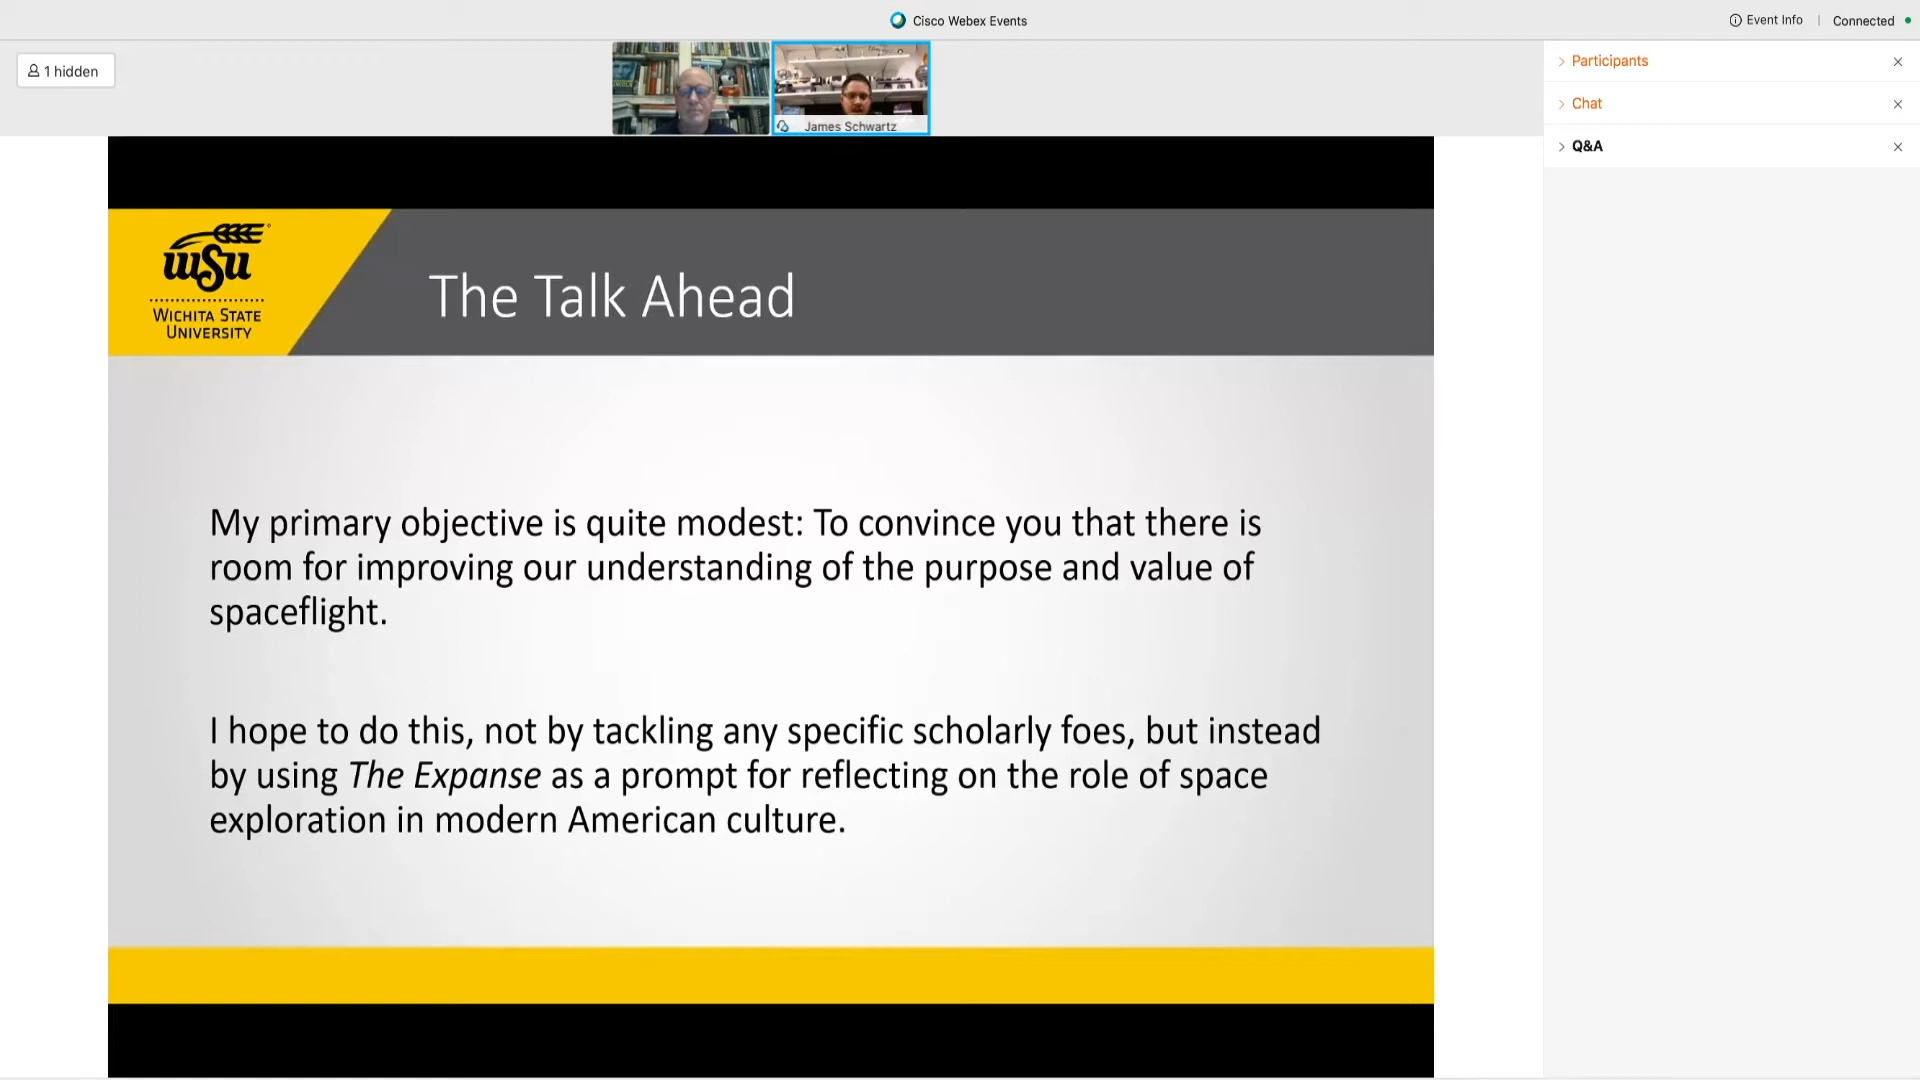 Cisco Webex Events
Event Info
Connected
1 hidden
James Schwartz
Participants
Chat
Q&A
wsu
WICHITA STATE
UNIVERSITY
The Talk Ahead
My primary objective is quite modest: To convince you that there is
room for improving our understanding of the purpose and value of
spaceflight.
I hope to do this, not by tackling any specific scholarly foes, but instead
by using The Expanse as a prompt for reflecting on the role of space
exploration in modern American culture.